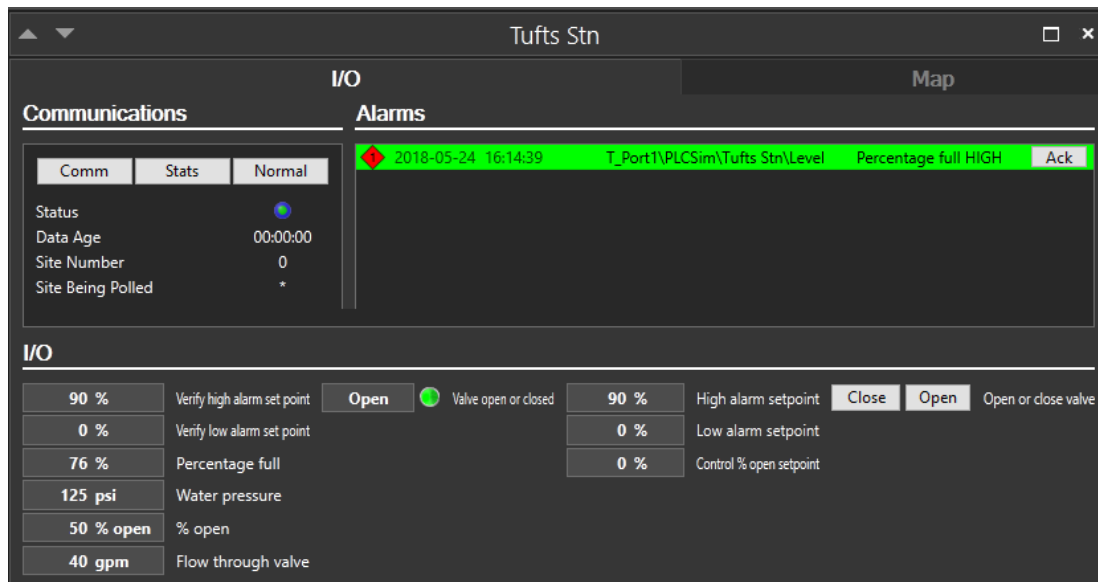 Tufts Stn
I/O Map
Communications
Comm Stats Normal
Status
Data Age 00:00:00
Site Number 0
Site Being Polled *
Alarms
1 2018-05-24 16:14:39 T_Port1\PLCSim\Tufts Stn\Level Percentage full HIGH Ack
I/O
90 % Verify high alarm set point Open Valve open or closed 90 % High alarm setpoint Close Open Open or close valve
0 % Verify low alarm set point 0 % Low alarm setpoint
76 % Percentage full 0 % Control % open setpoint
125 psi Water pressure
50 % open % open
40 gpm Flow through valve